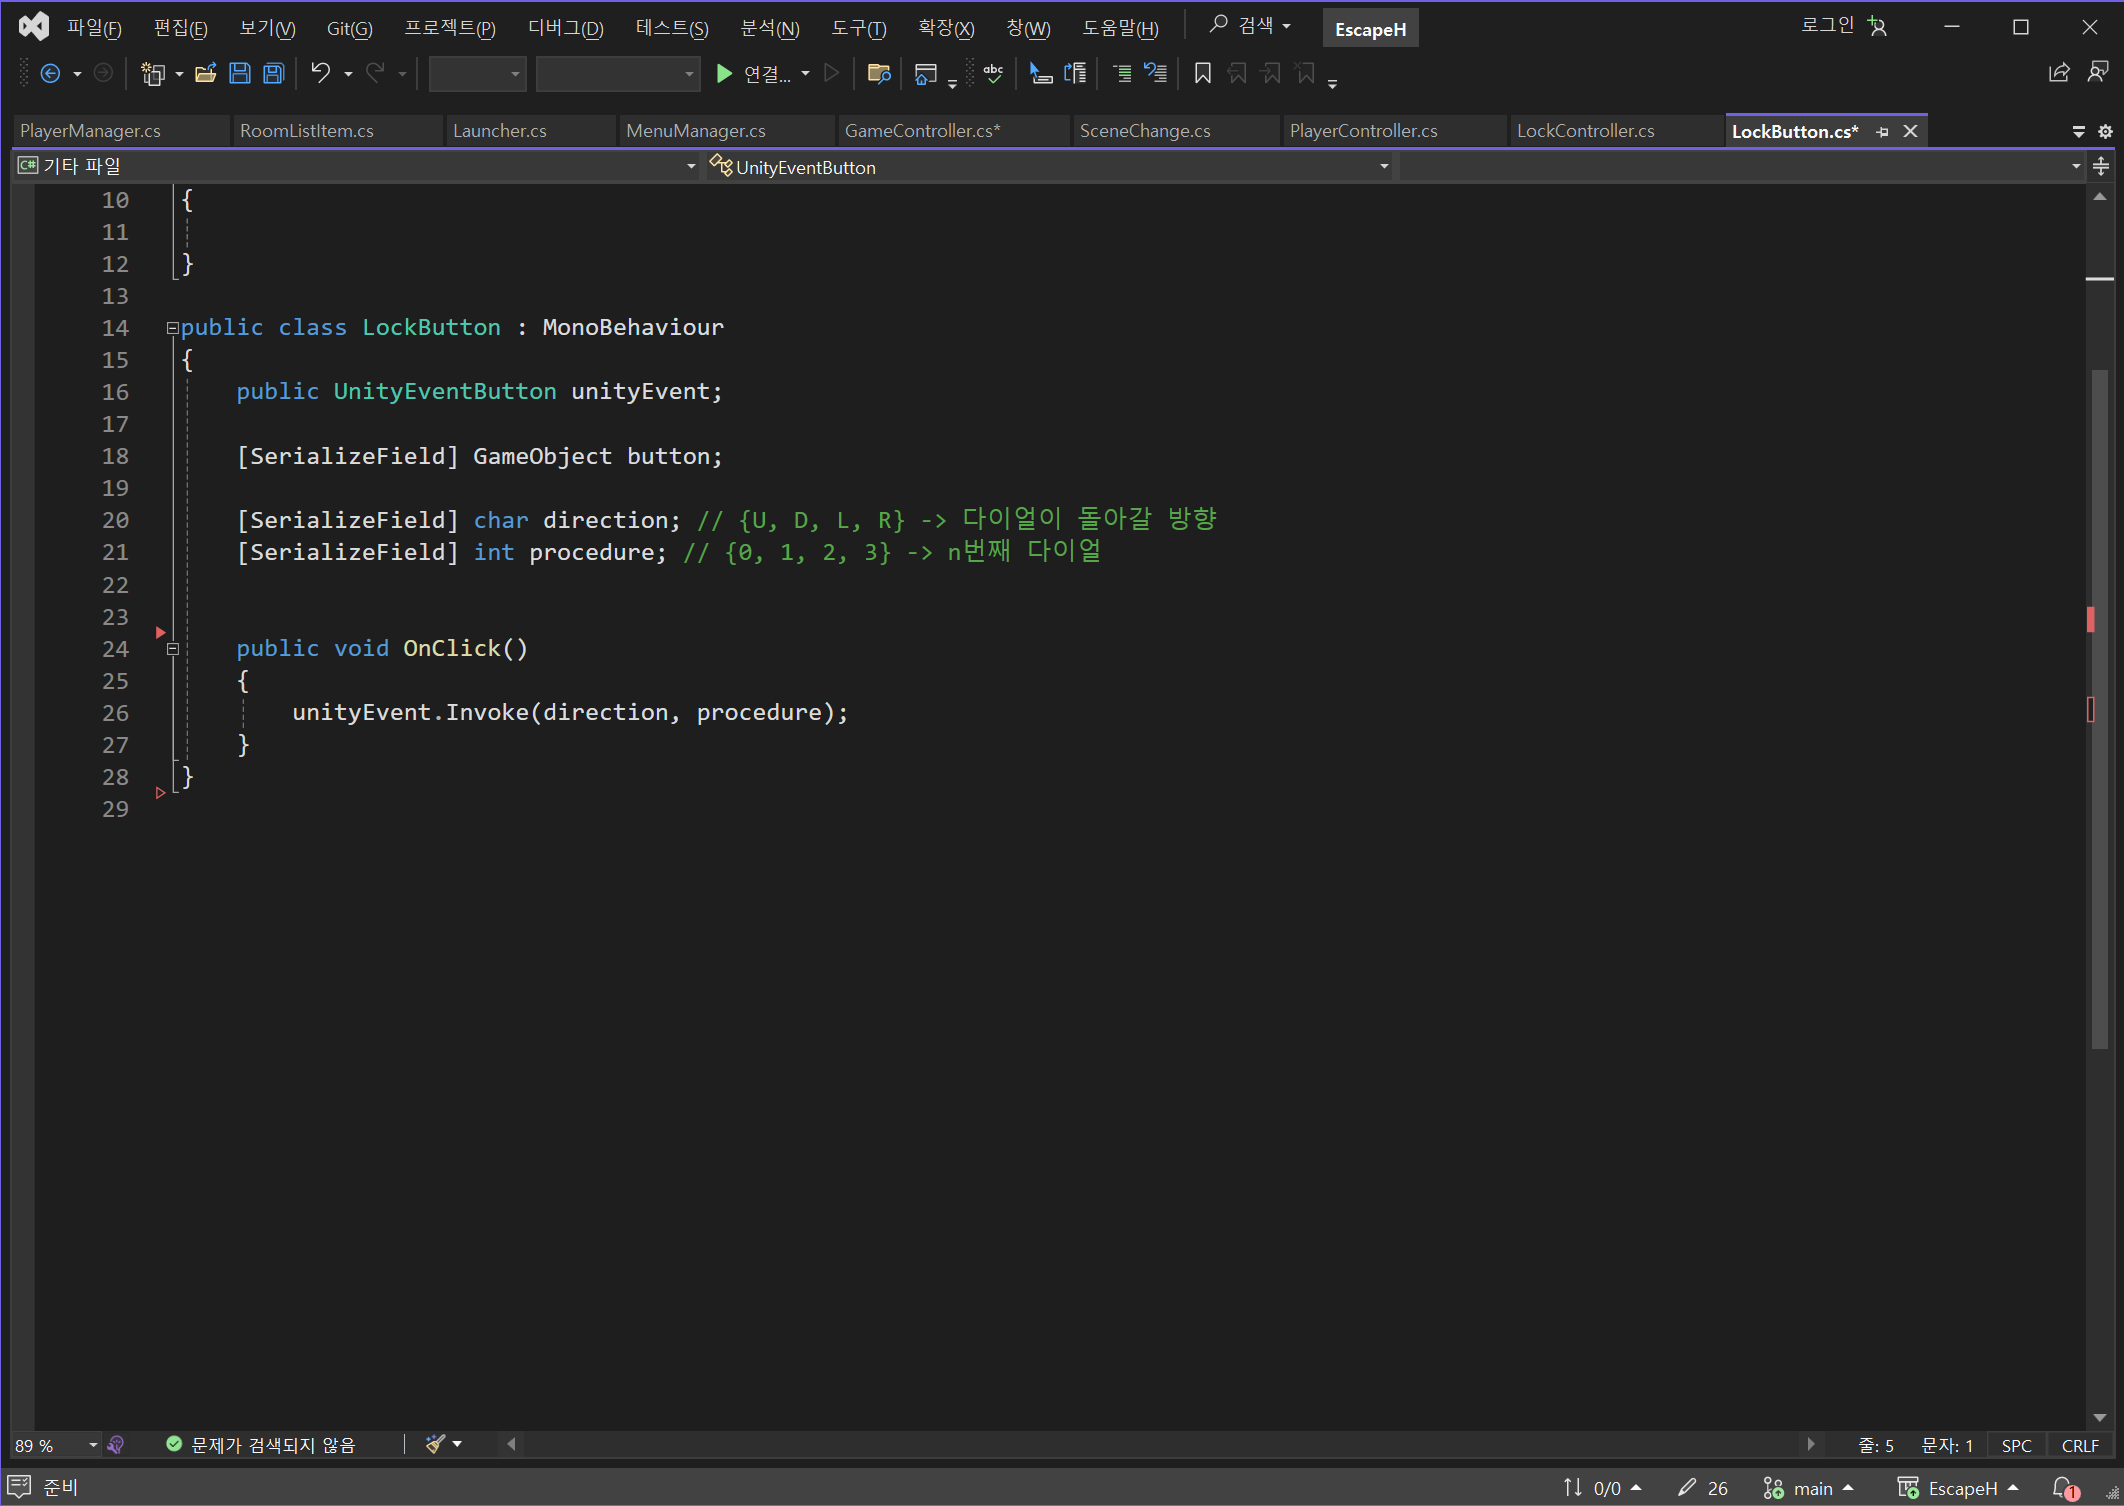 파일(F) 편집(E) 보기(V) Git(G) 프로젝트(P) 디버그(D) 테스트(S) 분석(N) 도구(T) 확장(X) 창(W) 도움말(H) 검색 EscapeH 로그인
연결... abc
PlayerManager.cs RoomListItem.cs Launcher.cs MenuManager.cs GameController.cs* SceneChange.cs PlayerController.cs LockController.cs LockButton.cs*
C# 기타 파일 UnityEventButton
10 {
11
12 }
13
14 public class LockButton : MonoBehaviour
15 {
16 public UnityEventButton unityEvent;
17
18 [SerializeField] GameObject button;
19
20 [SerializeField] char direction; // {U, D, L, R} -> 다이얼이 돌아갈 방향
21 [SerializeField] int procedure; // {0, 1, 2, 3} -> n번째 다이얼
22
23
24 public void OnClick()
25 {
26 unityEvent.Invoke(direction, procedure);
27 }
28 }
29
89 % 문제가 검색되지 않음 줄: 5 문자: 1 SPC CRLF
준비 0/0 26 main EscapeH 1